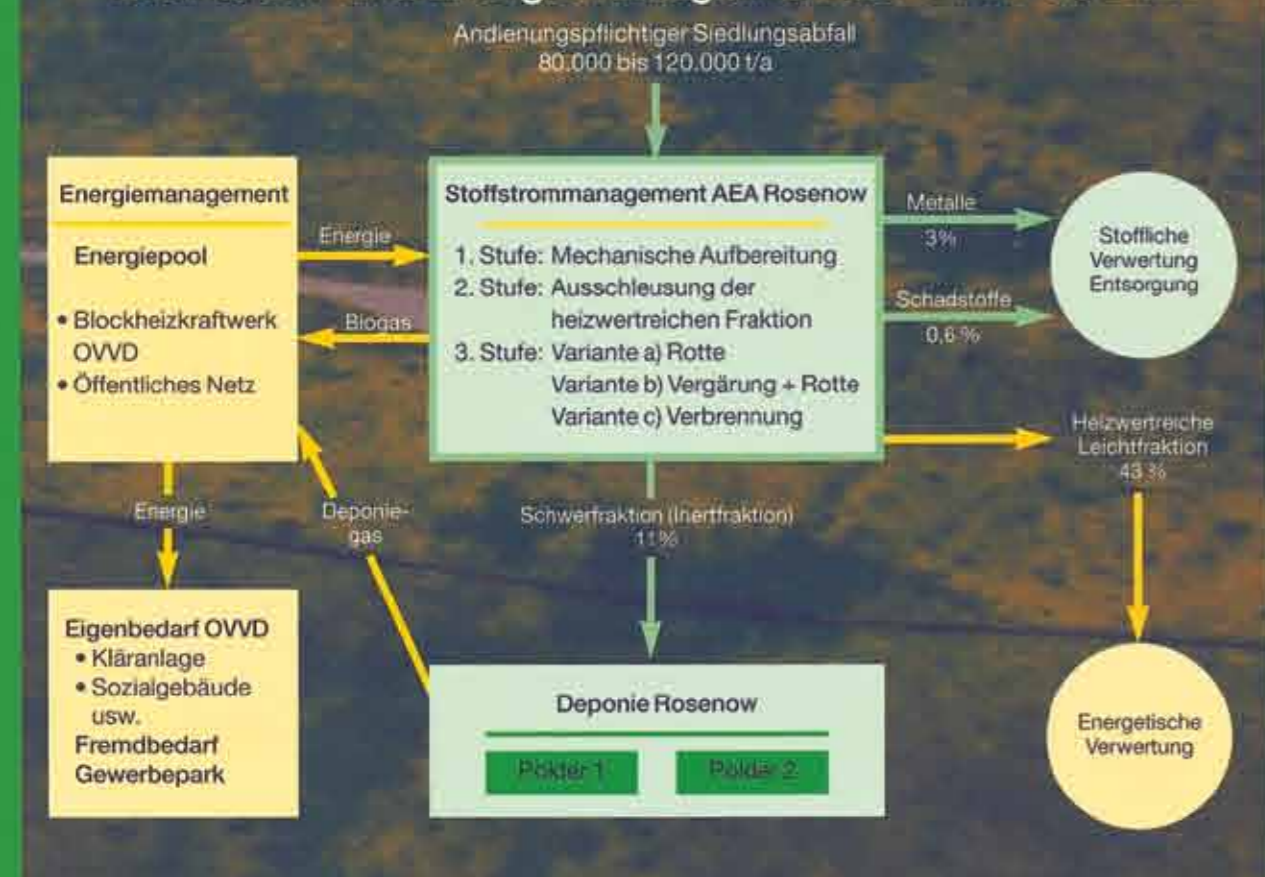 Andienungspflichtiger Siedlungsabfall
80.000 bis 120.000 t/a
Energiemanagement
Energiepool
• Blockheizkraftwerk
OVVD
• Öffentliches Netz
Energie
Biogas
Stoffstrommanagement AEA Rosenow
1. Stufe: Mechanische Aufbereitung
2. Stufe: Ausschleusung der
heizwertreichen Fraktion
3. Stufe: Variante a) Rotte
Variante b) Vergärung + Rotte
Variante c) Verbrennung
Metalle
3%
Schadstoffe
0,6 %
Stoffliche
Verwertung
Entsorgung
Heizwertreiche
Leichtfraktion
43 %
Energie
Deponie-
gas
Schwerfraktion (Inertfraktion)
11%
Eigenbedarf OVVD
• Kläranlage
• Sozialgebäude
usw.
Fremdbedarf
Gewerbepark
Deponie Rosenow
Polder 1
Polder 2
Energetische
Verwertung